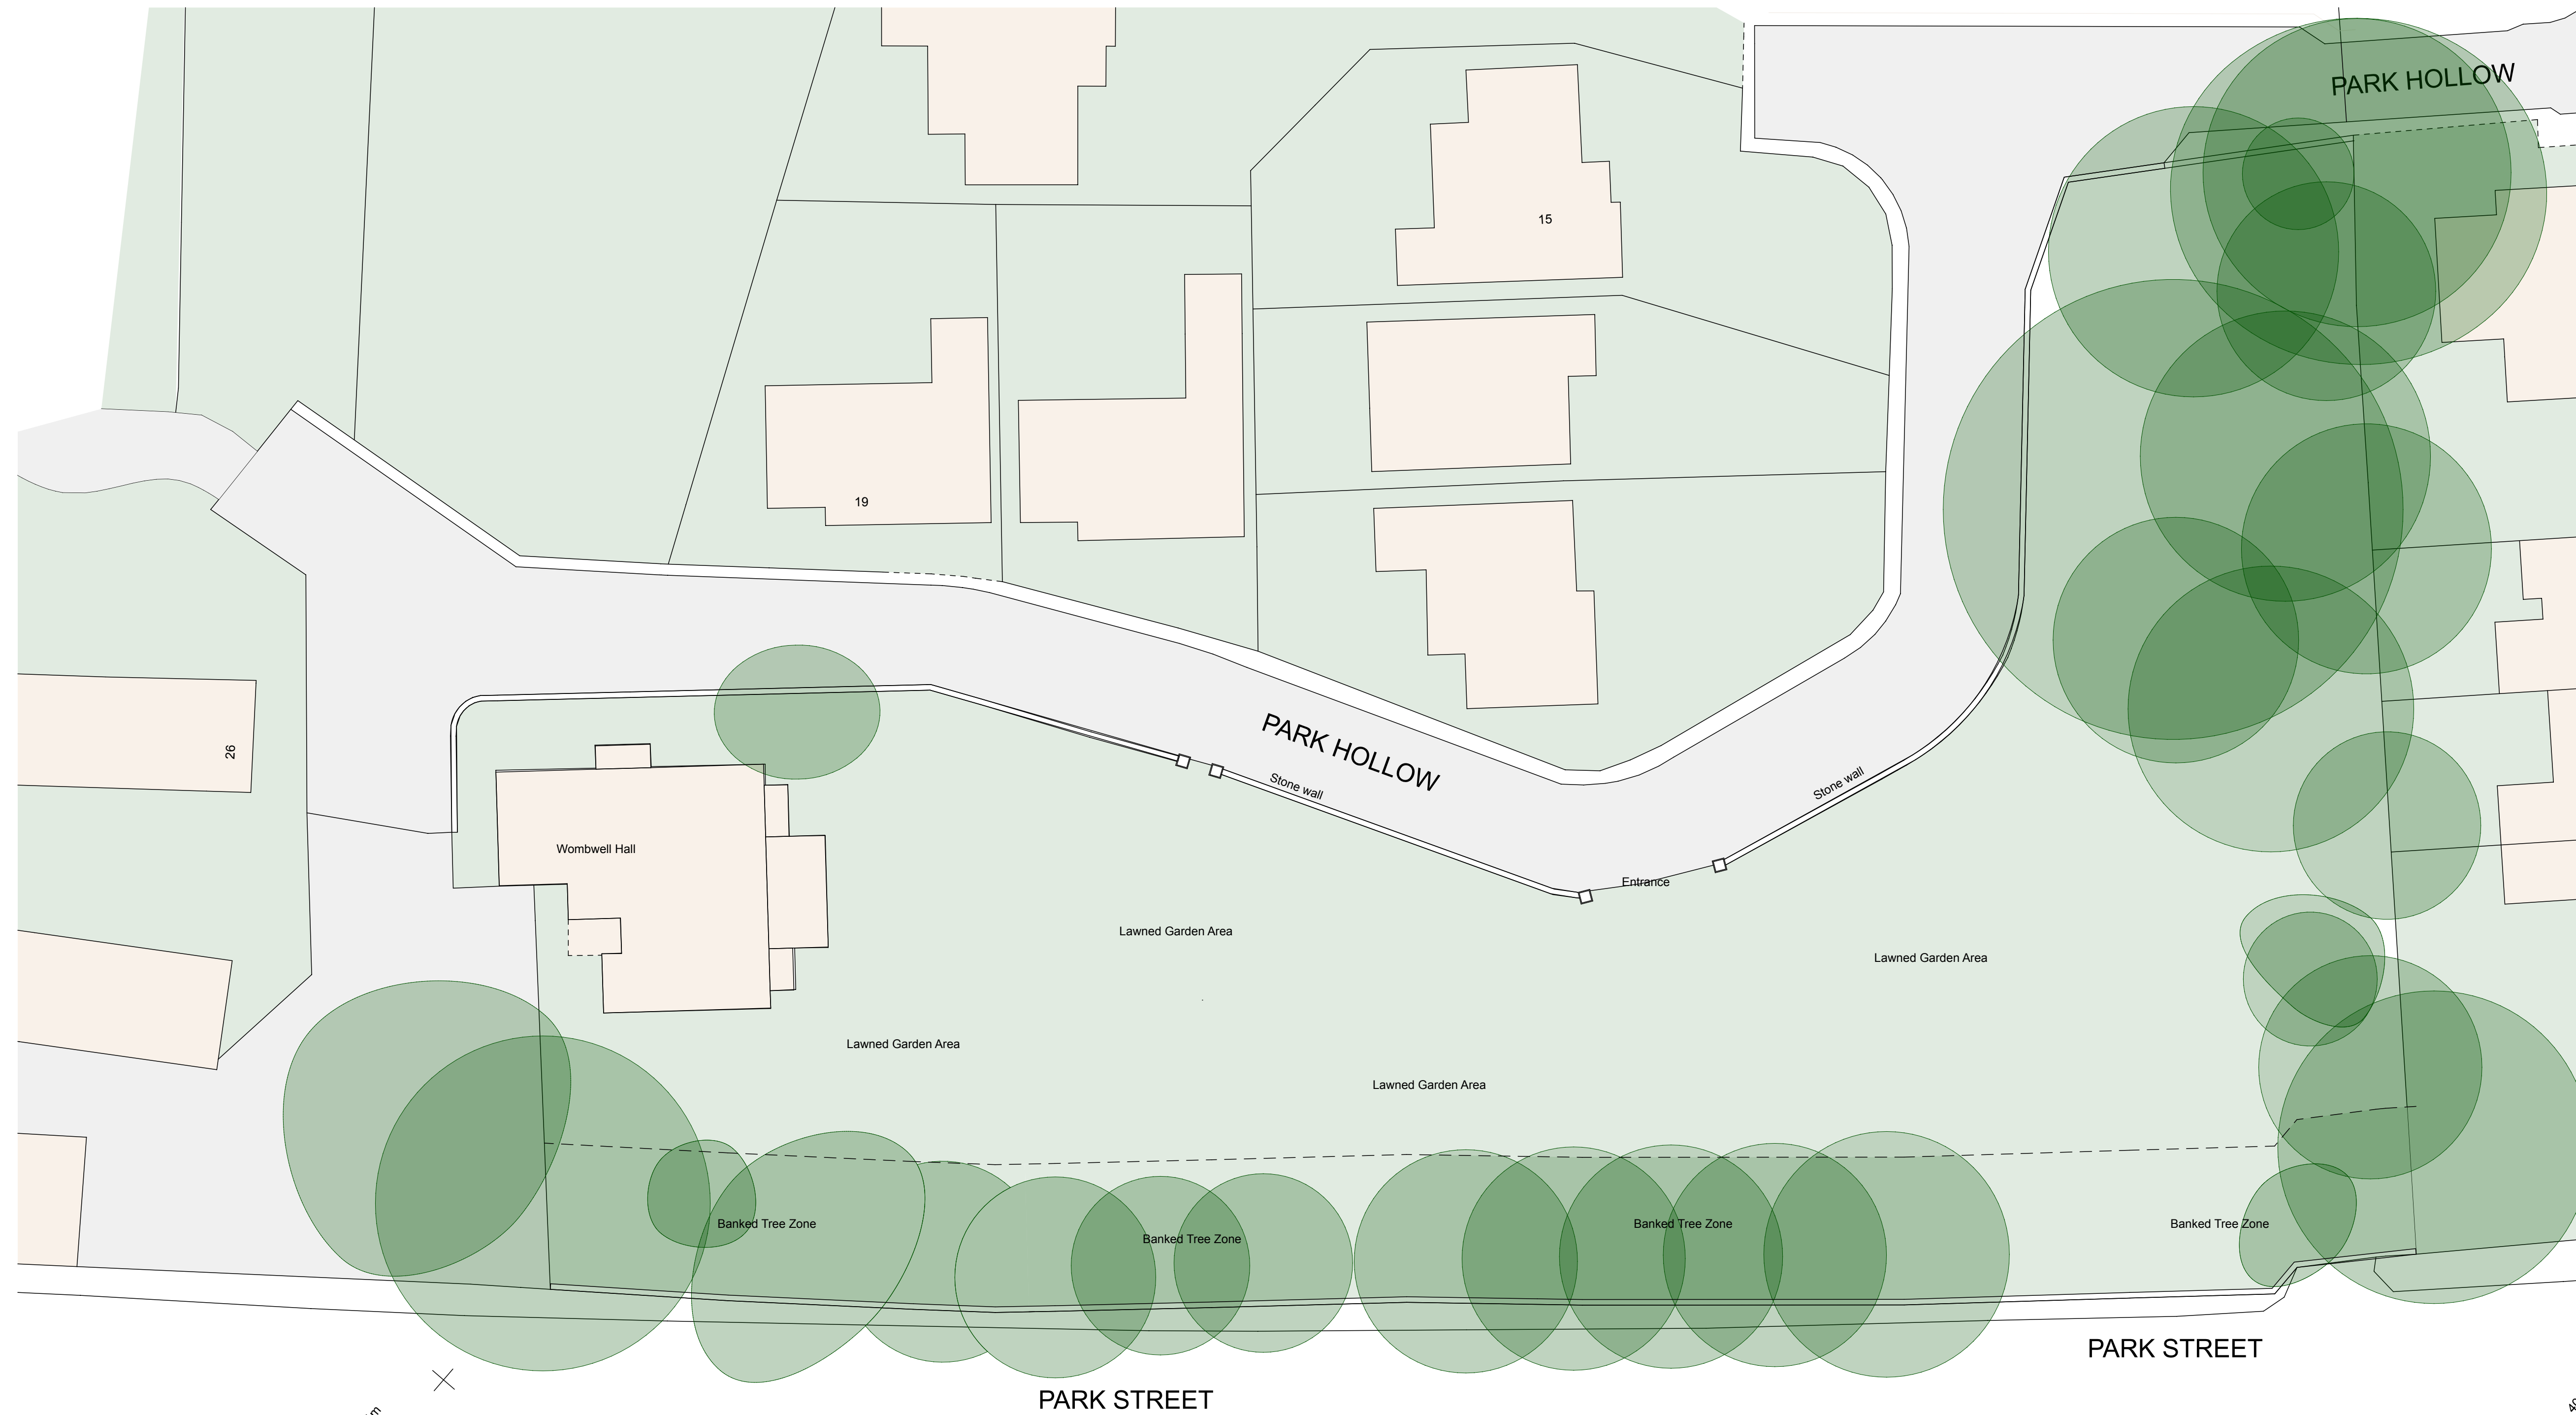 PARK HOLLOW
15
19
26
PARK HOLLOW
Stone wall
Stone wall
Wombwell Hall
Entrance
Lawned Garden Area
Lawned Garden Area
Lawned Garden Area
Lawned Garden Area
Banked Tree Zone
Banked Tree Zone
Banked Tree Zone
Banked Tree Zone
PARK STREET
PARK STREET